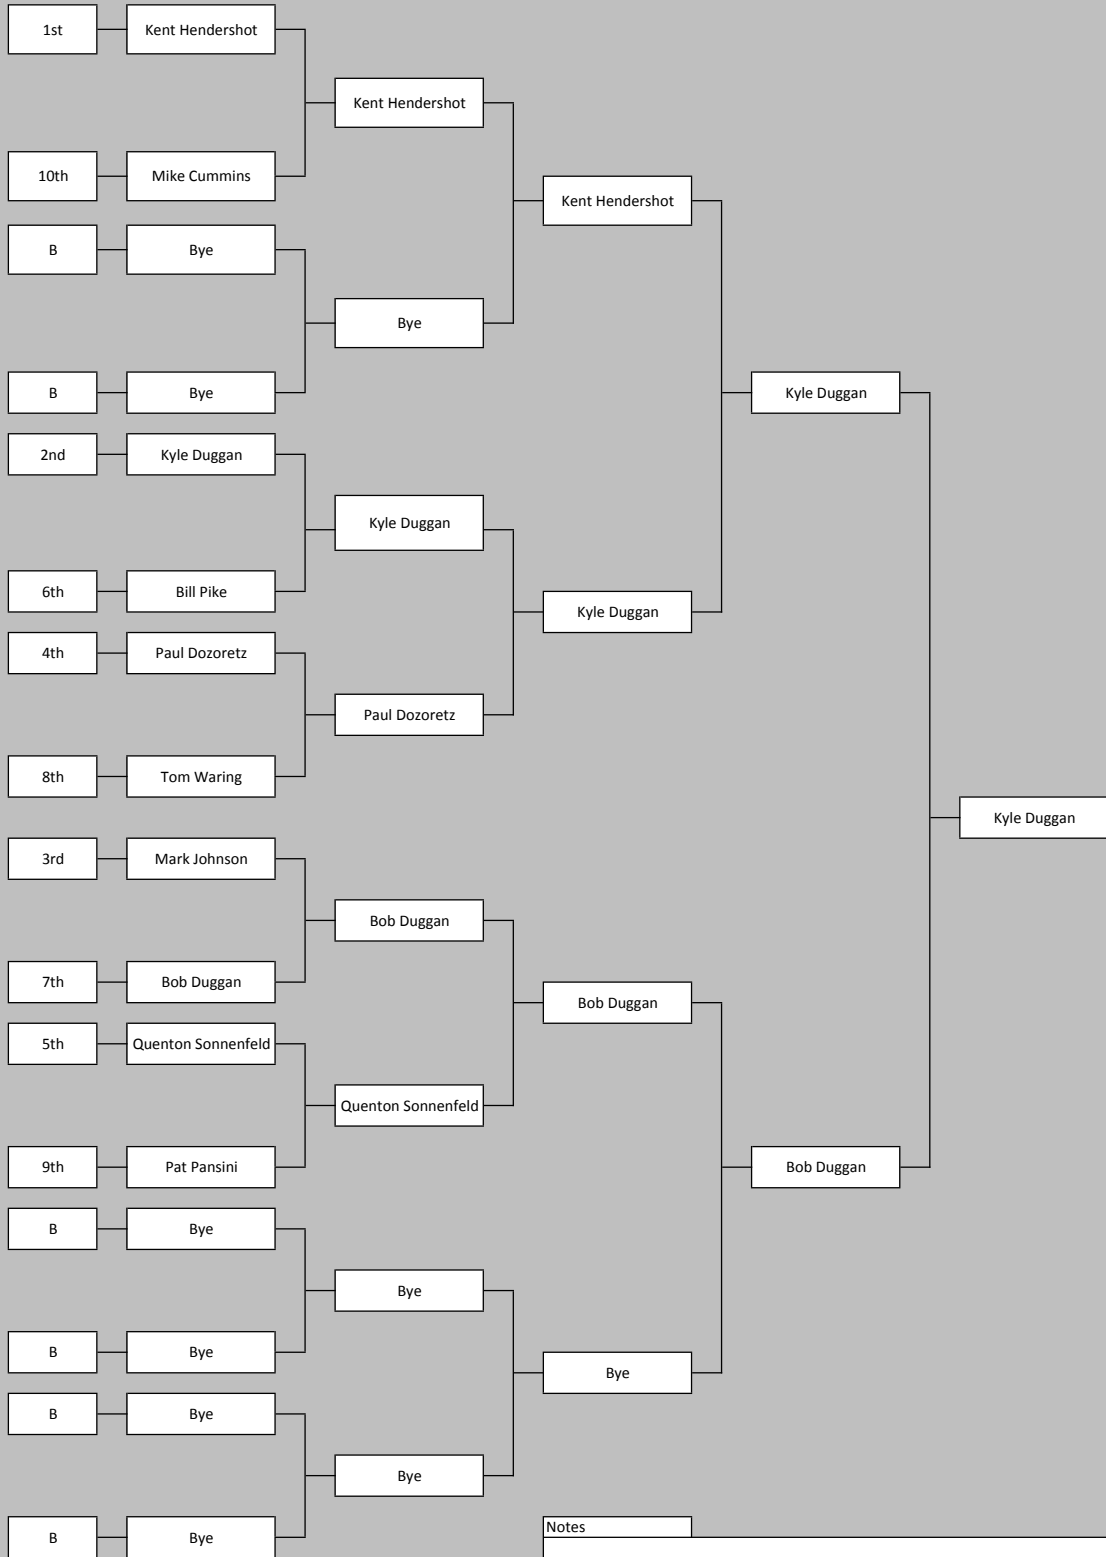 1st
Kent Hendershot
Kent Hendershot
10th
Mike Cummins
Kent Hendershot
B
Bye
Bye
B
Bye
Kyle Duggan
2nd
Kyle Duggan
Kyle Duggan
6th
Bill Pike
Kyle Duggan
4th
Paul Dozoretz
Paul Dozoretz
8th
Tom Waring
Kyle Duggan
3rd
Mark Johnson
Bob Duggan
7th
Bob Duggan
Bob Duggan
5th
Quenton Sonnenfeld
Quenton Sonnenfeld
9th
Pat Pansini
Bob Duggan
B
Bye
Bye
B
Bye
Bye
B
Bye
Bye
B
Bye
Notes